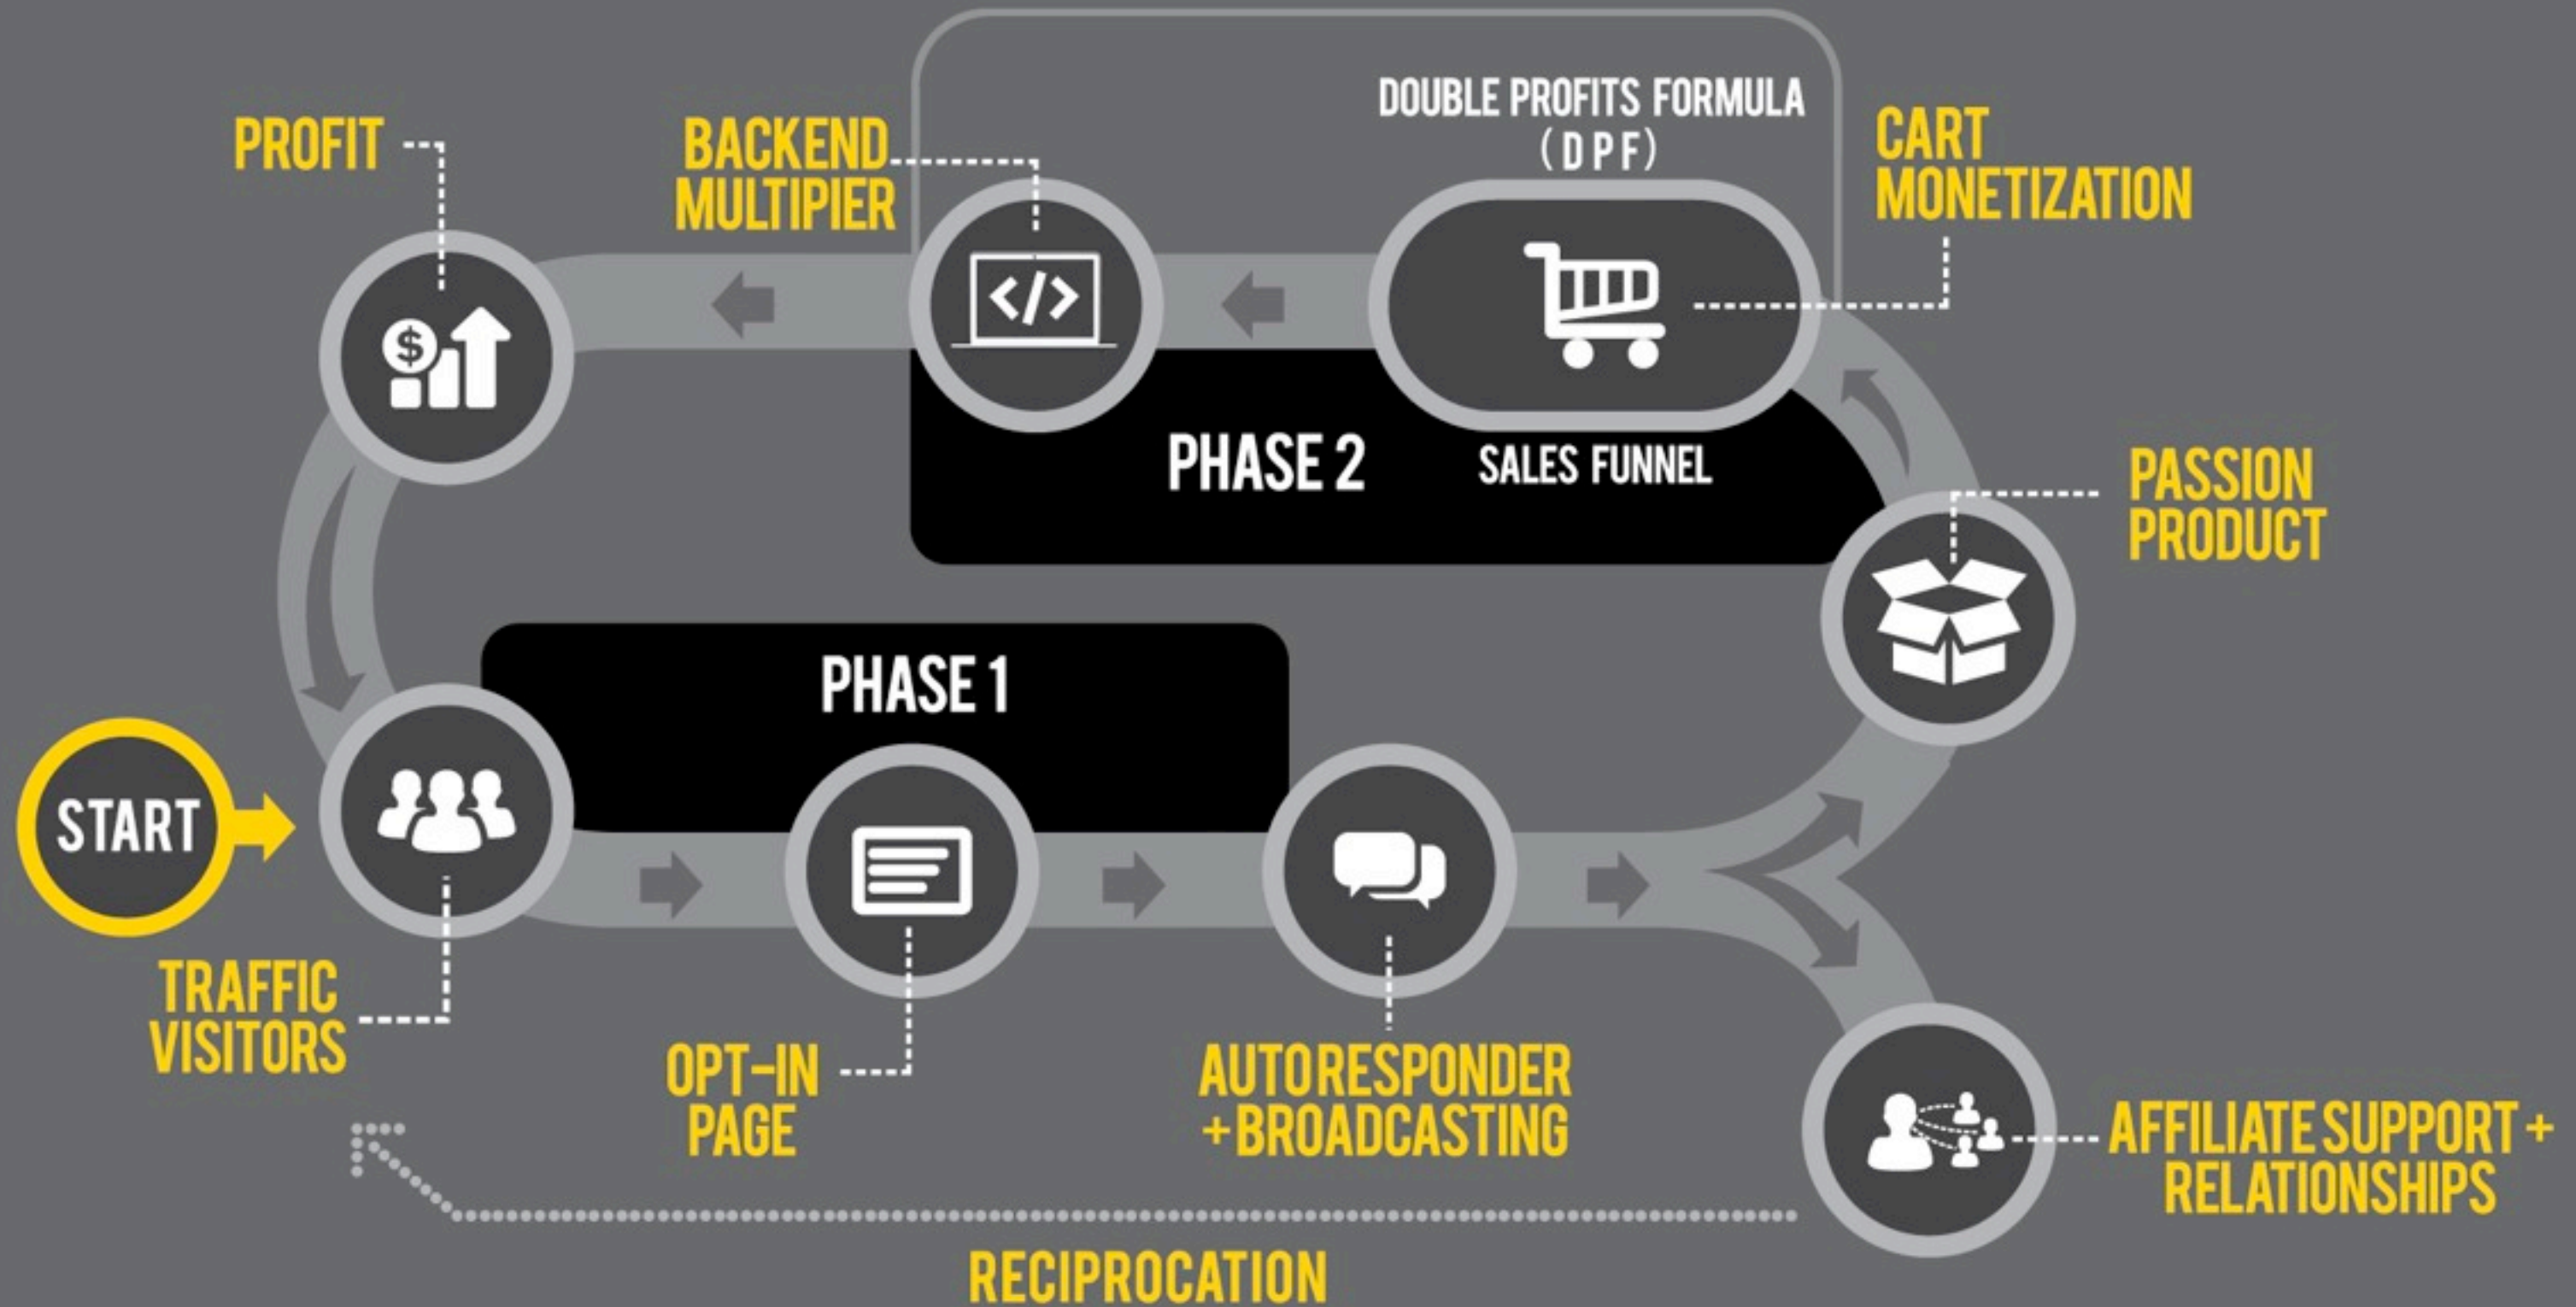 DOUBLE PROFITS FORMULA
(DPF)
PROFIT
BACKEND
MULTIPIER
CART
MONETIZATION
</>
$
PHASE 2
SALES FUNNEL
PASSION
PRODUCT
PHASE 1
START
TRAFFIC
VISITORS
OPT-IN
PAGE
AUTORESPONDER
+BROADCASTING
AFFILIATE SUPPORT +
RELATIONSHIPS
RECIPROCATION